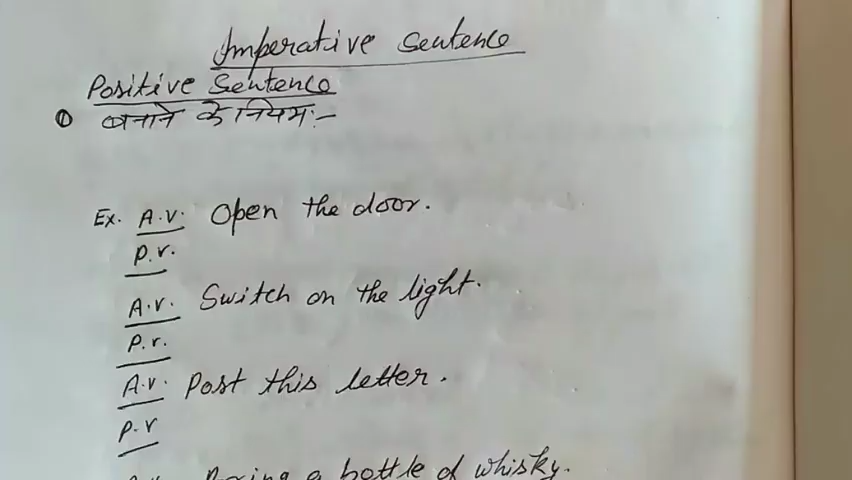 Imperative Sentence
Positive Sentence
① बनाने के नियम:-
Ex. A.V. Open the door.
P.V.
A.V. Switch on the light.
P.V.
A.V. Post this letter.
P.V
a bottle of whisky.